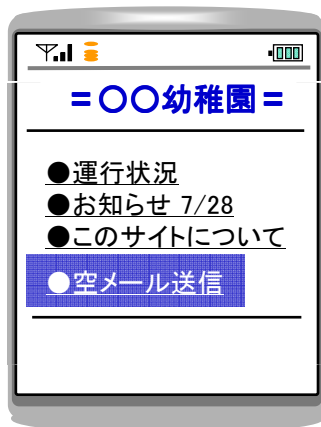 =○○幼稚園=
●運行状況
●お知らせ 7/28
●このサイトについて
●空メール送信